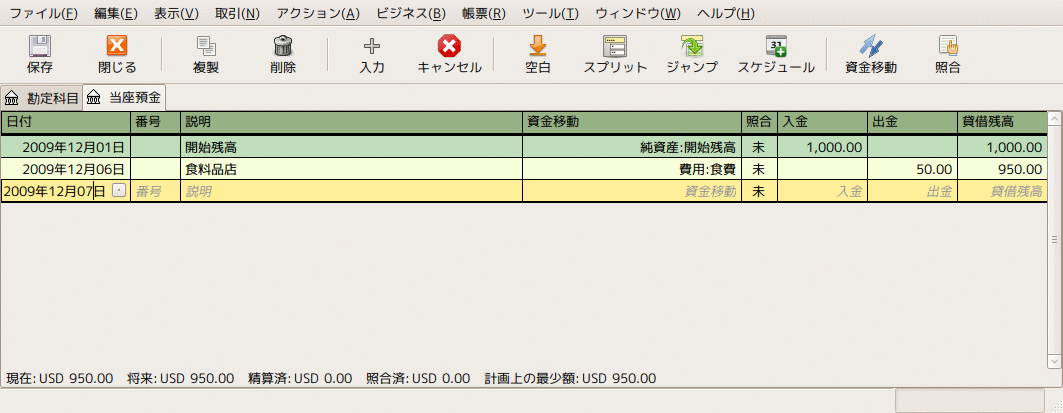 ファイル(F) 編集(E) 表示(V) 取引(N) アクション(A) ビジネス(B) 帳票(R) ツール(T) ウィンドウ(W) ヘルプ(H)
保存 閉じる 複製 削除 入力 キャンセル 空白 スプリット ジャンプ スケジュール 資金移動 照合
勘定科目 当座預金
日付 番号 説明 資金移動 照合 入金 出金 貸借残高
2009年12月01日 開始残高 純資産:開始残高 未 1,000.00 1,000.00
2009年12月06日 食料品店 費用:食費 未 50.00 950.00
2009年12月07日 番号 説明 資金移動 未 入金 出金 貸借残高
現在: USD 950.00 将来: USD 950.00 精算済: USD 0.00 照合済: USD 0.00 計画上の最少額: USD 950.00